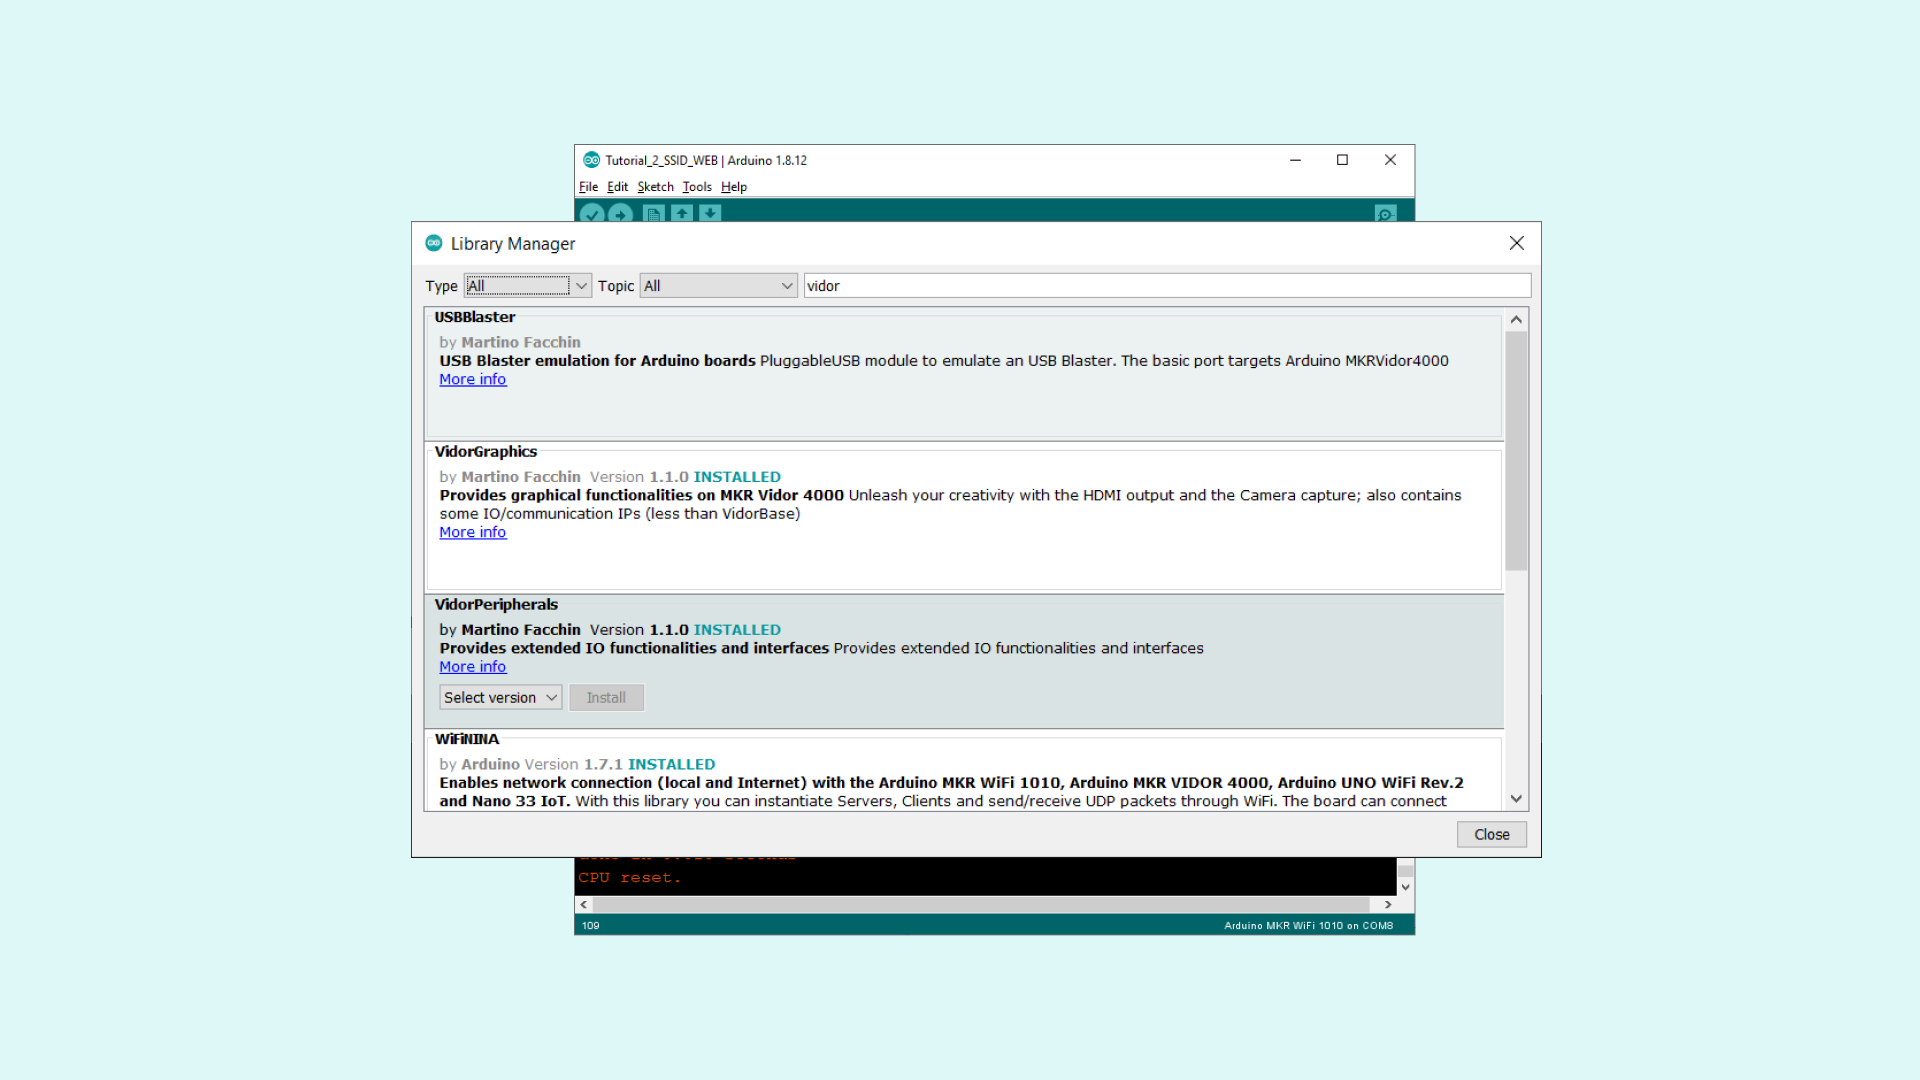 Tutorial_2_SSID_WEB | Arduino 1.8.12
File Edit Sketch Tools Help
Library Manager
Type All Topic All vidor
USBBlaster
by Martino Facchin
USB Blaster emulation for Arduino boards PluggableUSB module to emulate an USB Blaster. The basic port targets Arduino MKRVidor4000
More info
VidorGraphics
by Martino Facchin Version 1.1.0 INSTALLED
Provides graphical functionalities on MKR Vidor 4000 Unleash your creativity with the HDMI output and the Camera capture; also contains
some IO/communication IPs (less than VidorBase)
More info
VidorPeripherals
by Martino Facchin Version 1.1.0 INSTALLED
Provides extended IO functionalities and interfaces Provides extended IO functionalities and interfaces
More info
Select version Install
WiFiNINA
by Arduino Version 1.7.1 INSTALLED
Enables network connection (local and Internet) with the Arduino MKR WiFi 1010, Arduino MKR VIDOR 4000, Arduino UNO WiFi Rev.2
and Nano 33 IoT. With this library you can instantiate Servers, Clients and send/receive UDP packets through WiFi. The board can connect
Close
CPU reset.
109 Arduino MKR WiFi 1010 on COM8